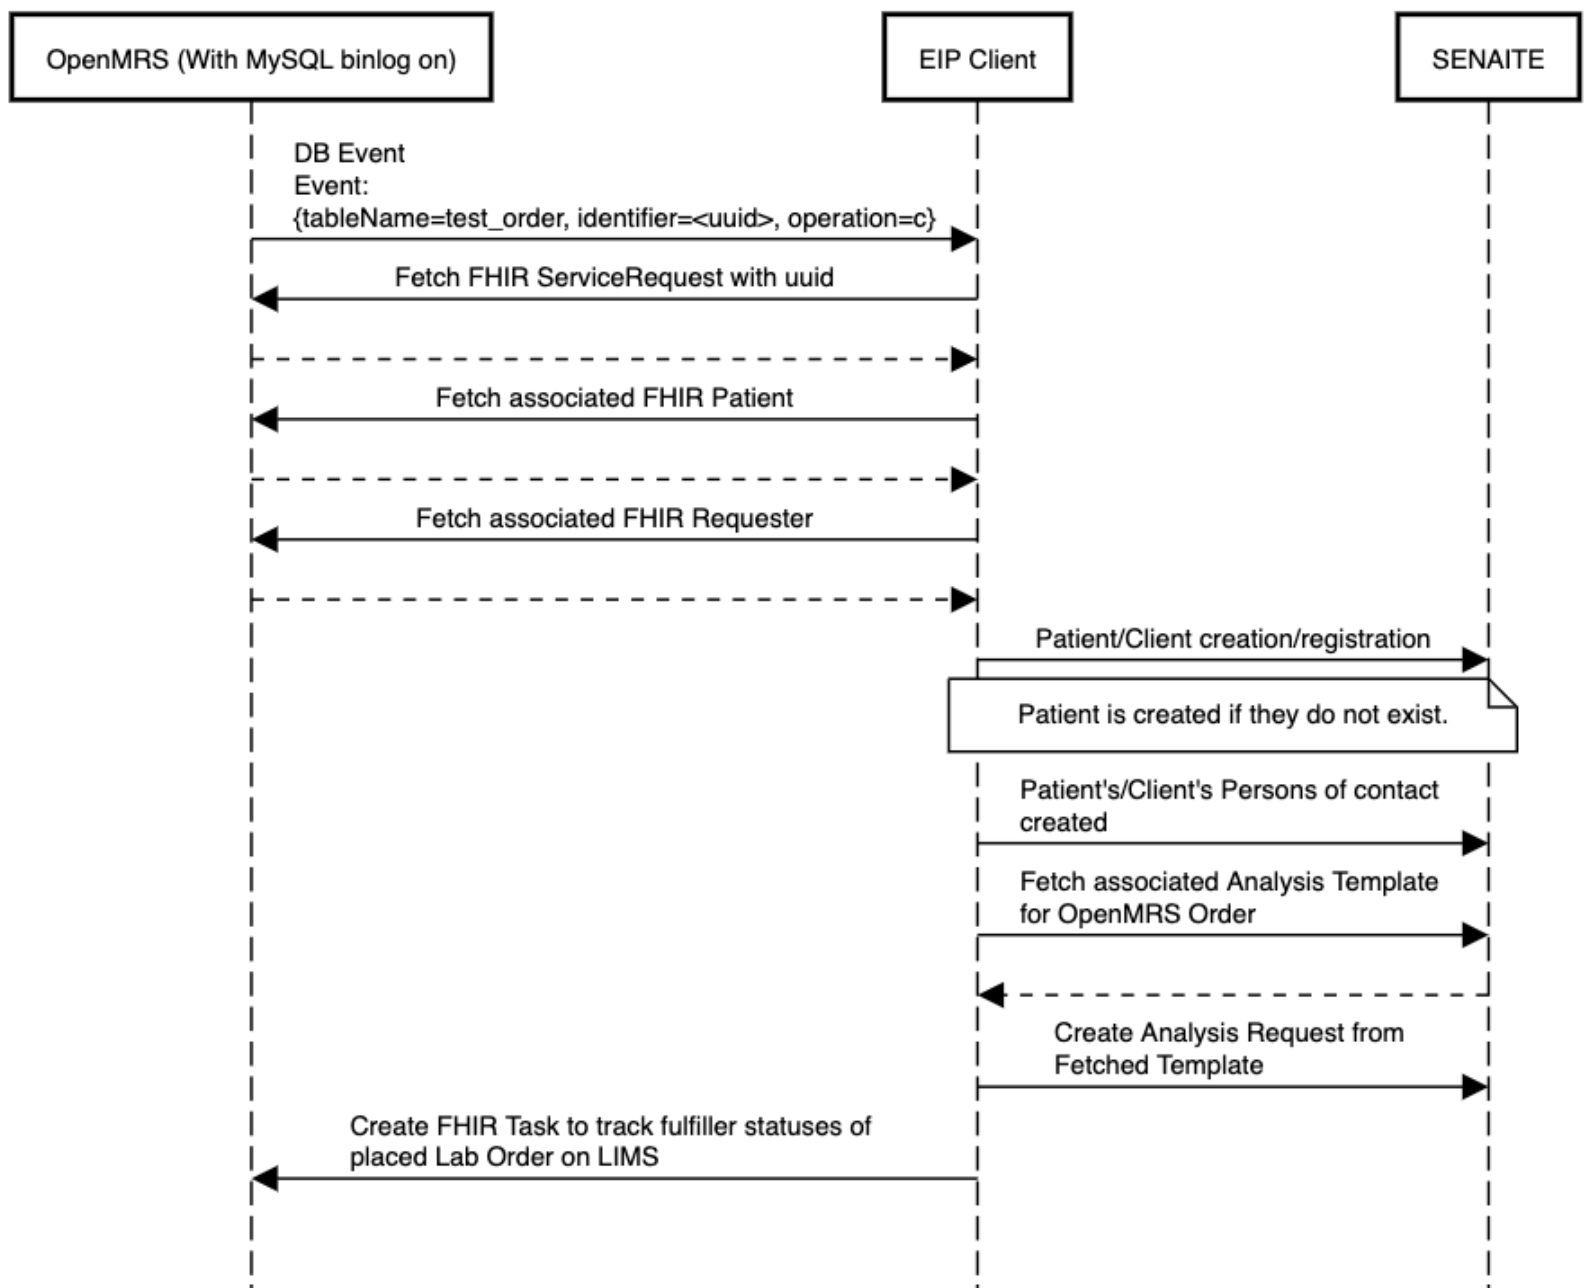 OpenMRS (With MySQL binlog on)
EIP Client
SENAITE
DB Event
Event:
{tableName=test_order, identifier=<uuid>, operation=c}
Fetch FHIR ServiceRequest with uuid
Fetch associated FHIR Patient
Fetch associated FHIR Requester
Patient/Client creation/registration
Patient is created if they do not exist.
Patient's/Client's Persons of contact
created
Fetch associated Analysis Template
for OpenMRS Order
Create Analysis Request from
Fetched Template
Create FHIR Task to track fulfiller statuses of
placed Lab Order on LIMS